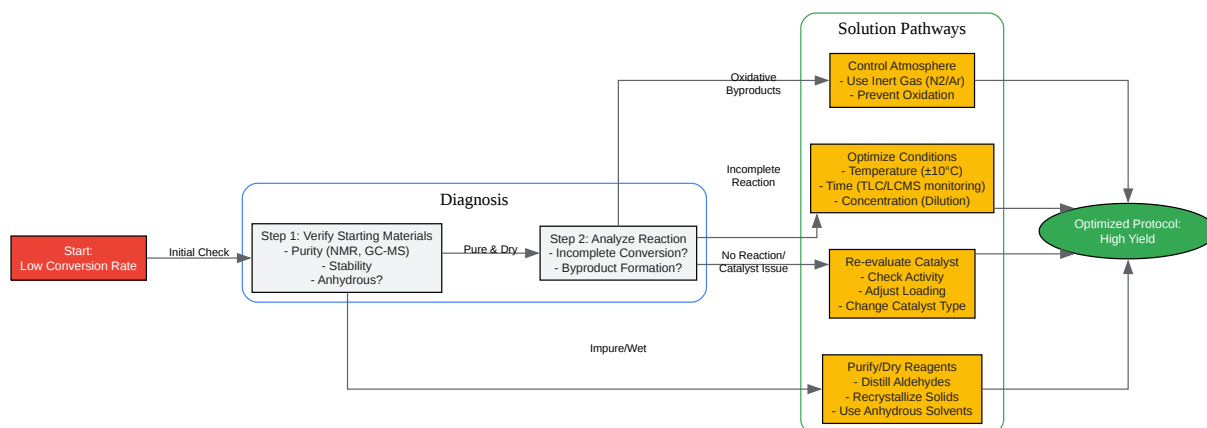 Solution Pathways
Control Atmosphere
- Use Inert Gas (N2/Ar)
- Prevent Oxidation
Oxidative
Byproducts
Optimize Conditions
- Temperature (±10°C)
- Time (TLC/LCMS monitoring)
- Concentration (Dilution)
Incomplete
Reaction
Diagnosis
Start:
Low Conversion Rate
Initial Check
Step 1: Verify Starting Materials
- Purity (NMR, GC-MS)
- Stability
- Anhydrous?
Pure & Dry
Step 2: Analyze Reaction
- Incomplete Conversion?
- Byproduct Formation?
No Reaction/
Catalyst Issue
Re-evaluate Catalyst
- Check Activity
- Adjust Loading
- Change Catalyst Type
Optimized Protocol:
High Yield
Impure/Wet
Purify/Dry Reagents
- Distill Aldehydes
- Recrystallize Solids
- Use Anhydrous Solvents